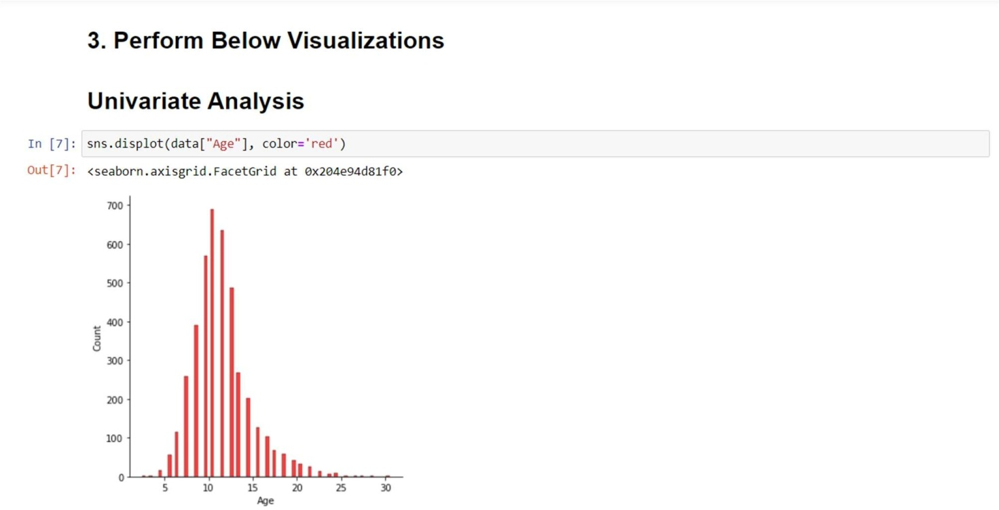 3. Perform Below Visualizations
Univariate Analysis
In [7]: sns.displot(data["Age"], color='red')
Out[7]: <seaborn.axisgrid.FacetGrid at 0x204e94d81f0>
700
600
500
400
300
200
100
0
Count
5 10 15 20 25 30
Age